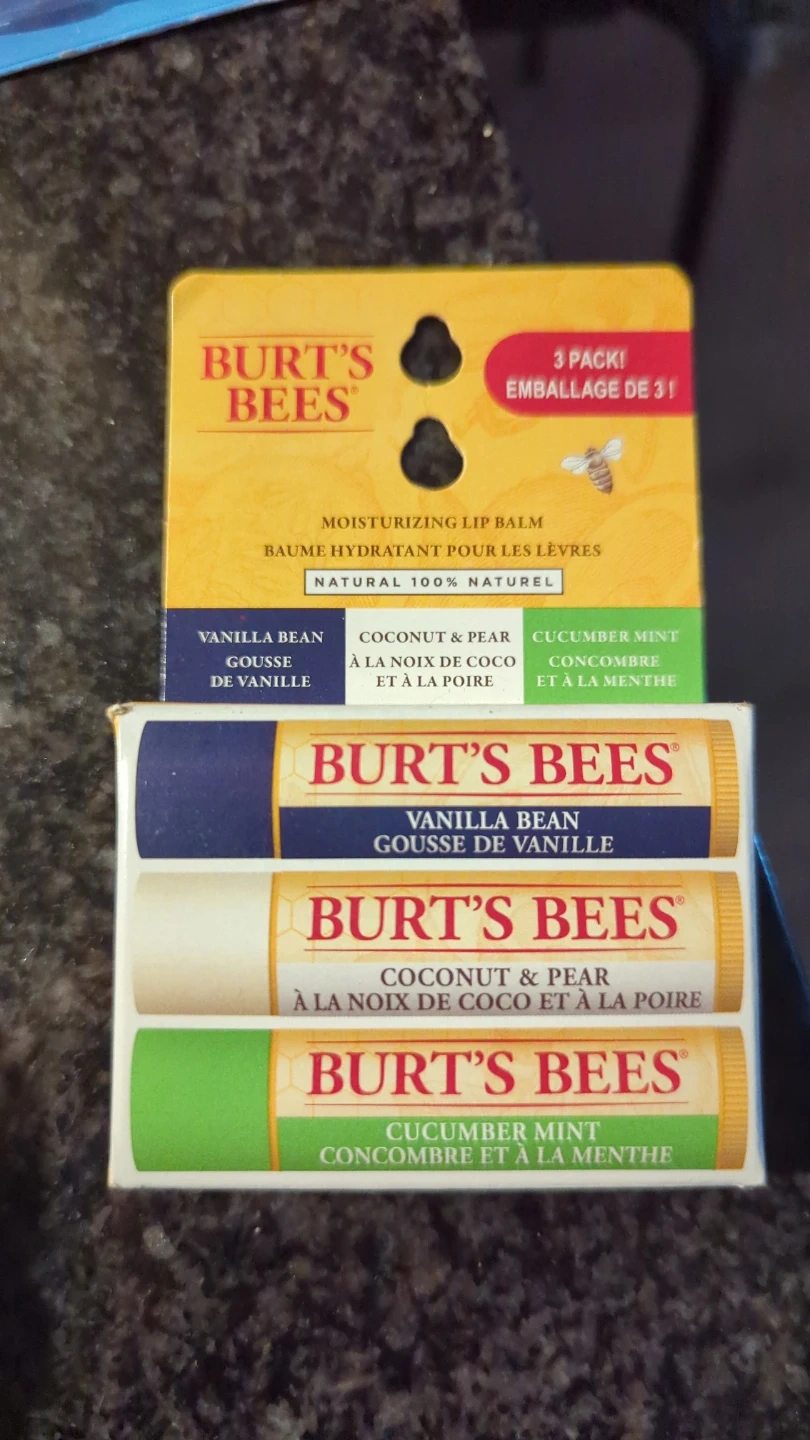 BURT'S
BEES®
3 PACK!
EMBALLAGE DE 3 !
MOISTURIZING LIP BALM
BAUME HYDRATANT POUR LES LÈVRES
NATURAL 100% NATUREL
VANILLA BEAN
GOUSSE
DE VANILLE
COCONUT & PEAR
À LA NOIX DE COCO
ET À LA POIRE
CUCUMBER MINT
CONCOMBRE
ET À LA MENTHE
BURT'S BEES®
VANILLA BEAN
GOUSSE DE VANILLE
BURT'S BEES®
COCONUT & PEAR
À LA NOIX DE COCO ET À LA POIRE
BURT'S BEES®
CUCUMBER MINT
CONCOMBRE ET À LA MENTHE